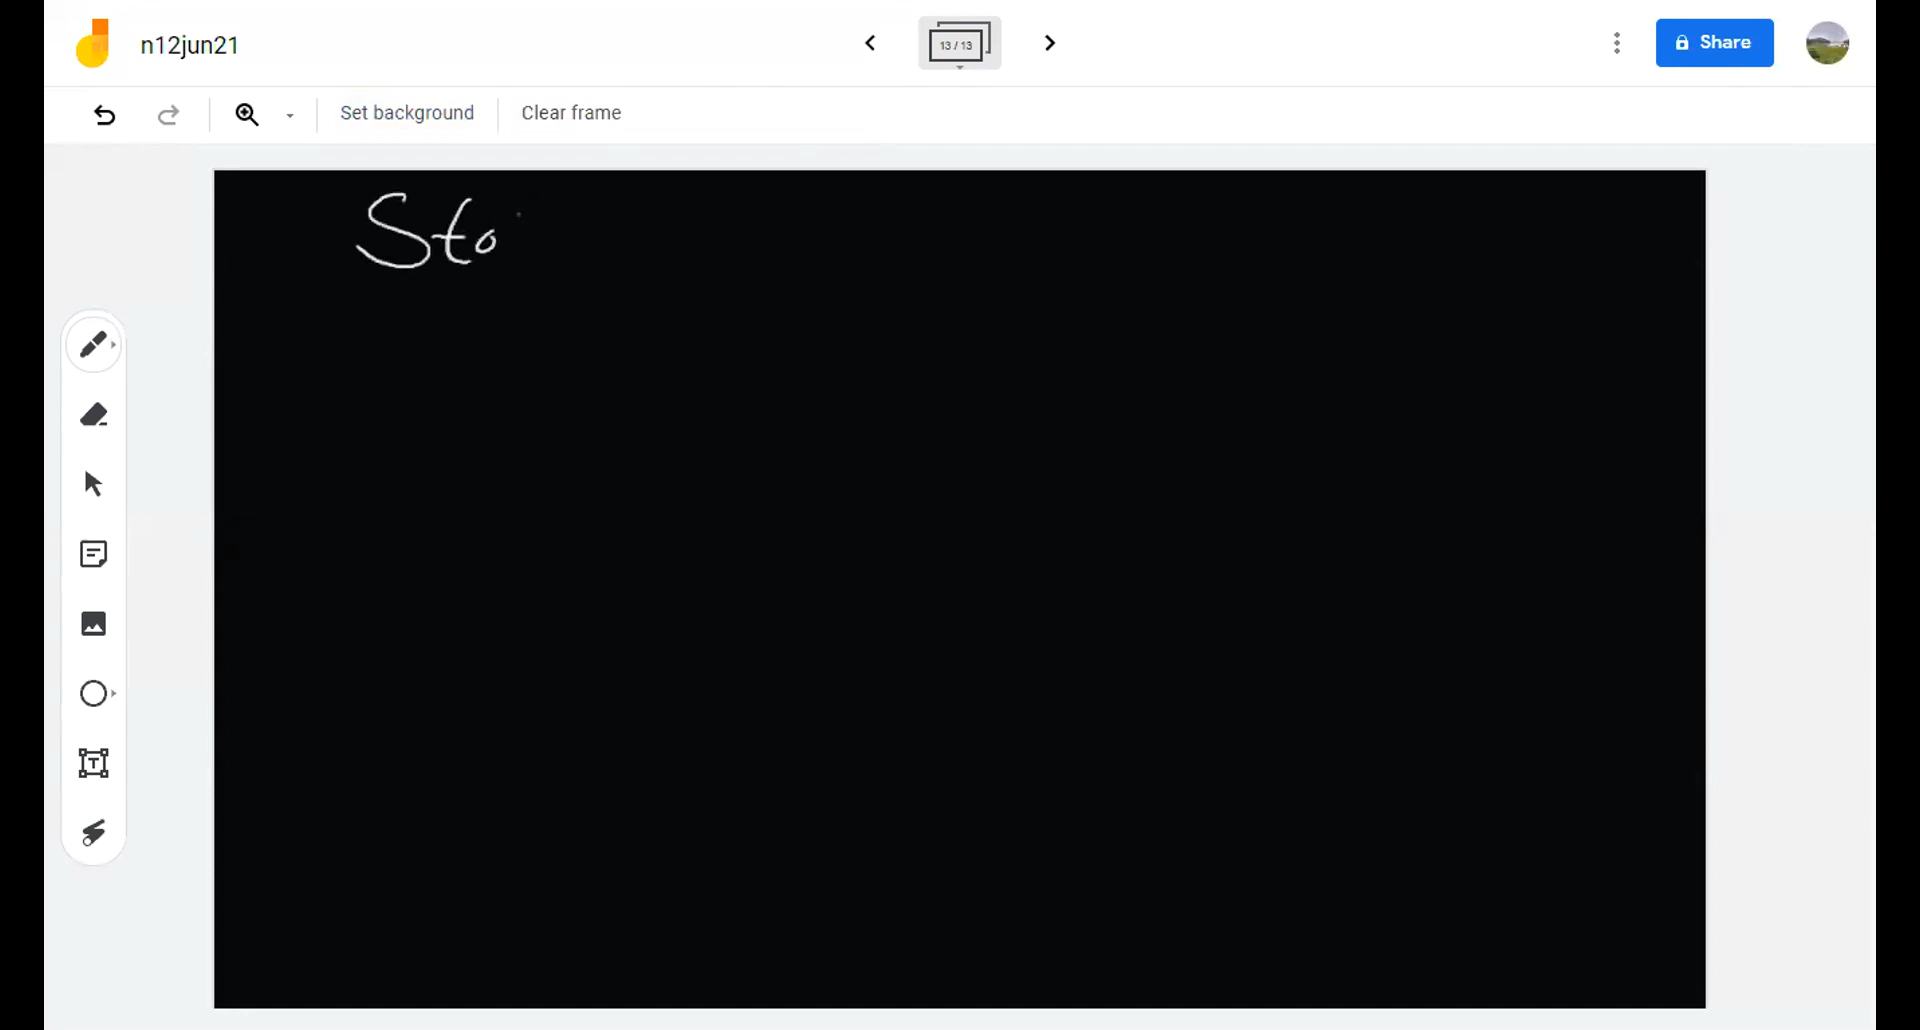 n12jun21
13 / 13
Share
Set background
Clear frame
Sto